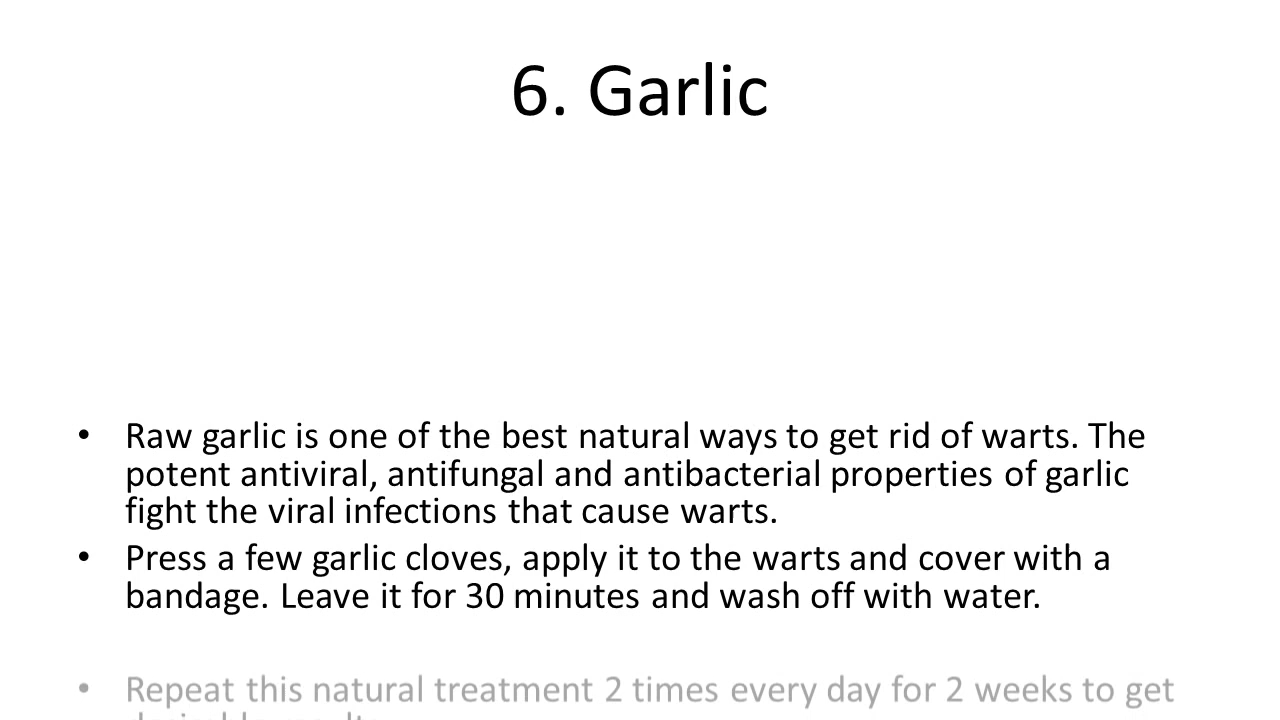 6. Garlic
• Raw garlic is one of the best natural ways to get rid of warts. The
potent antiviral, antifungal and antibacterial properties of garlic
fight the viral infections that cause warts.
• Press a few garlic cloves, apply it to the warts and cover with a
bandage. Leave it for 30 minutes and wash off with water.
• Repeat this natural treatment 2 times every day for 2 weeks to get